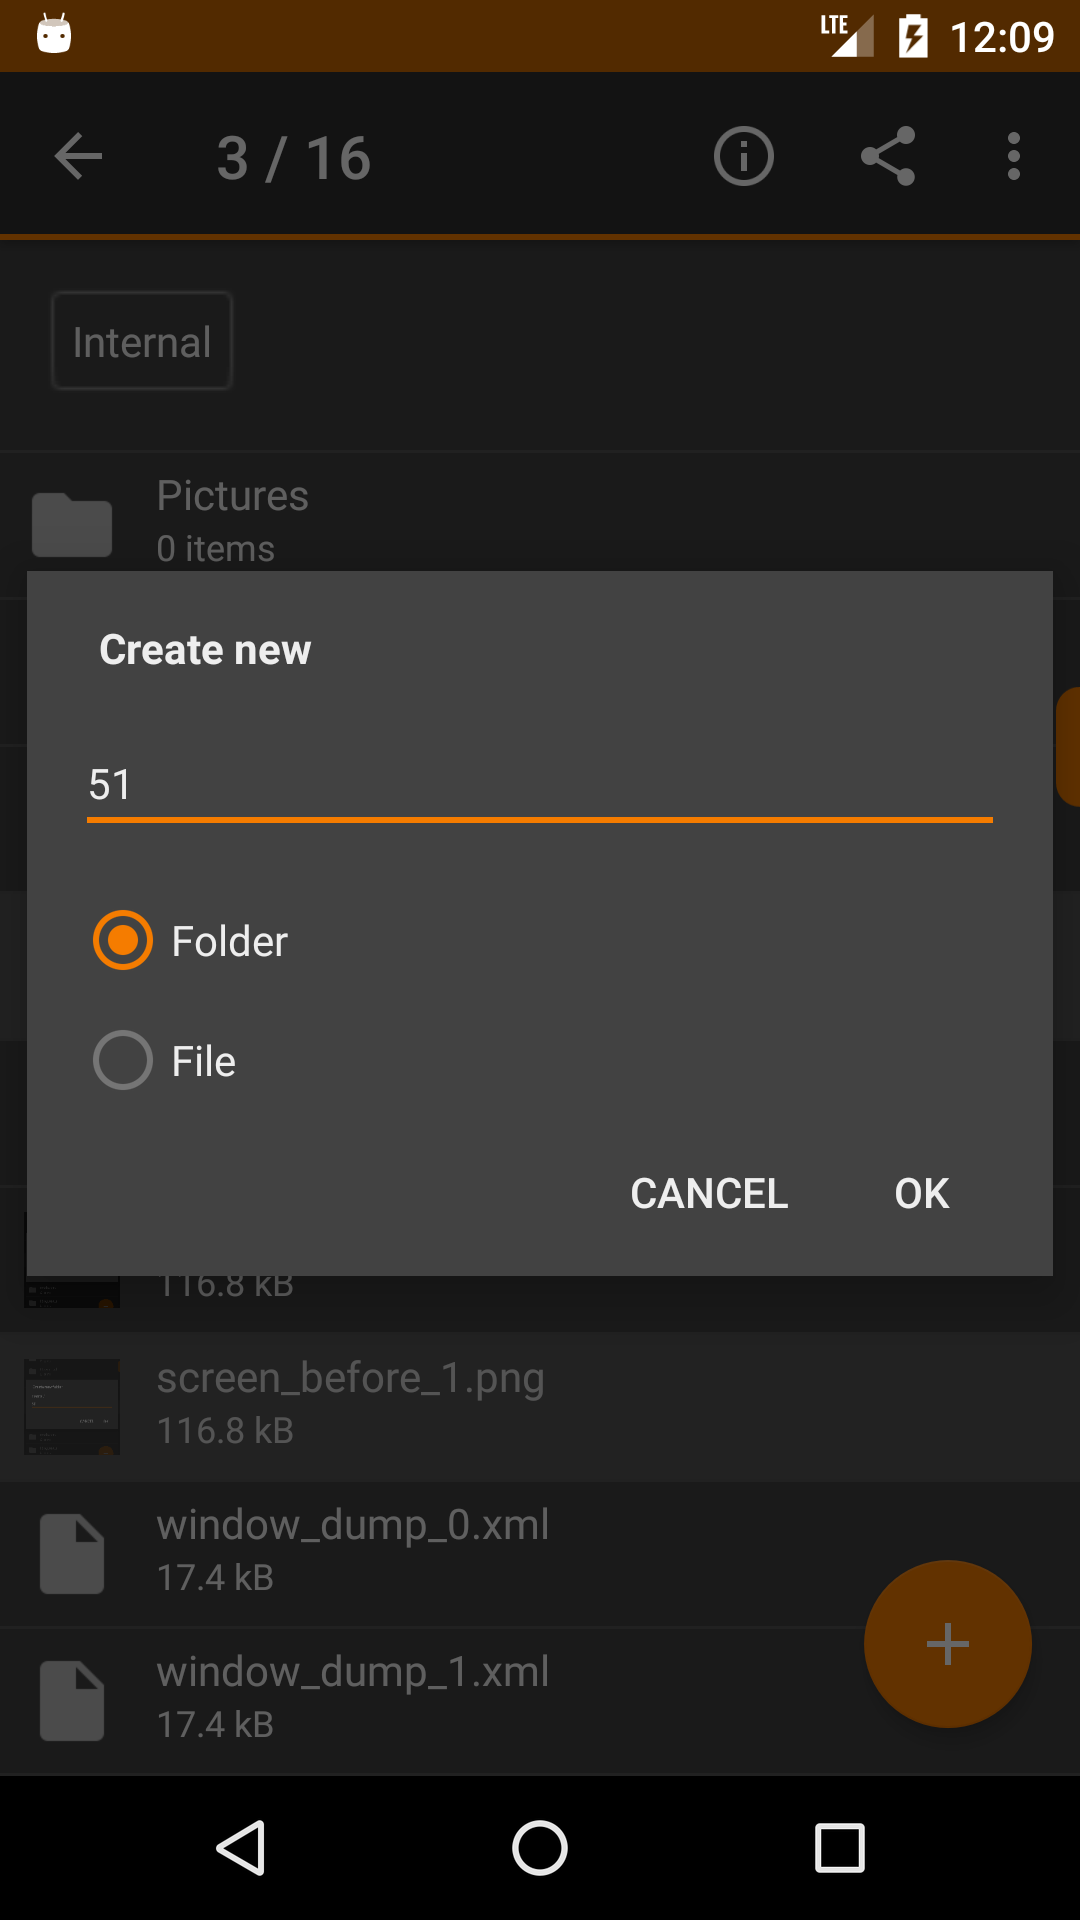 LTE 12:09
3 / 16
Internal
Pictures
0 items
Create new
51
Folder
File
CANCEL OK
116.8 kB
screen_before_1.png
116.8 kB
window_dump_0.xml
17.4 kB
window_dump_1.xml
17.4 kB